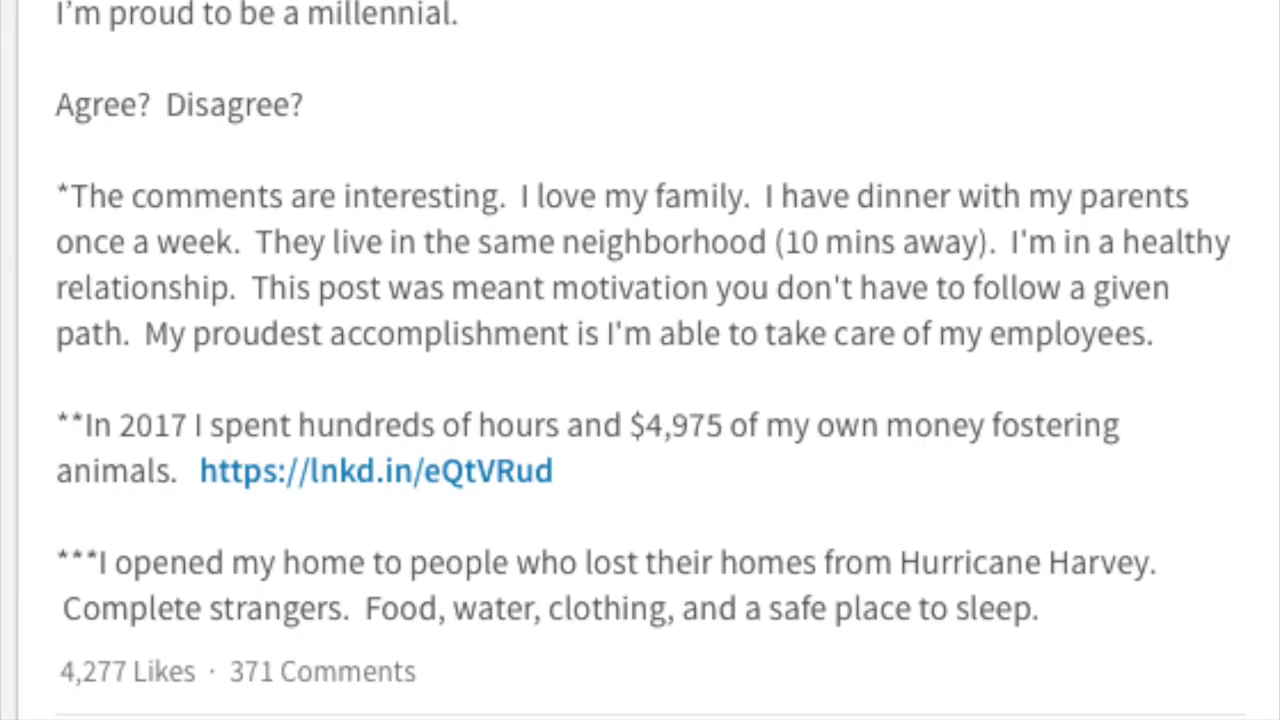 I'm proud to be a millennial.
Agree?  Disagree?
*The comments are interesting.  I love my family.  I have dinner with my parents
once a week.  They live in the same neighborhood (10 mins away).  I'm in a healthy
relationship.  This post was meant motivation you don't have to follow a given
path.  My proudest accomplishment is I'm able to take care of my employees.
**In 2017 I spent hundreds of hours and $4,975 of my own money fostering
animals.   https://lnkd.in/eQtVRud
***I opened my home to people who lost their homes from Hurricane Harvey.
Complete strangers.  Food, water, clothing, and a safe place to sleep.
4,277 Likes · 371 Comments